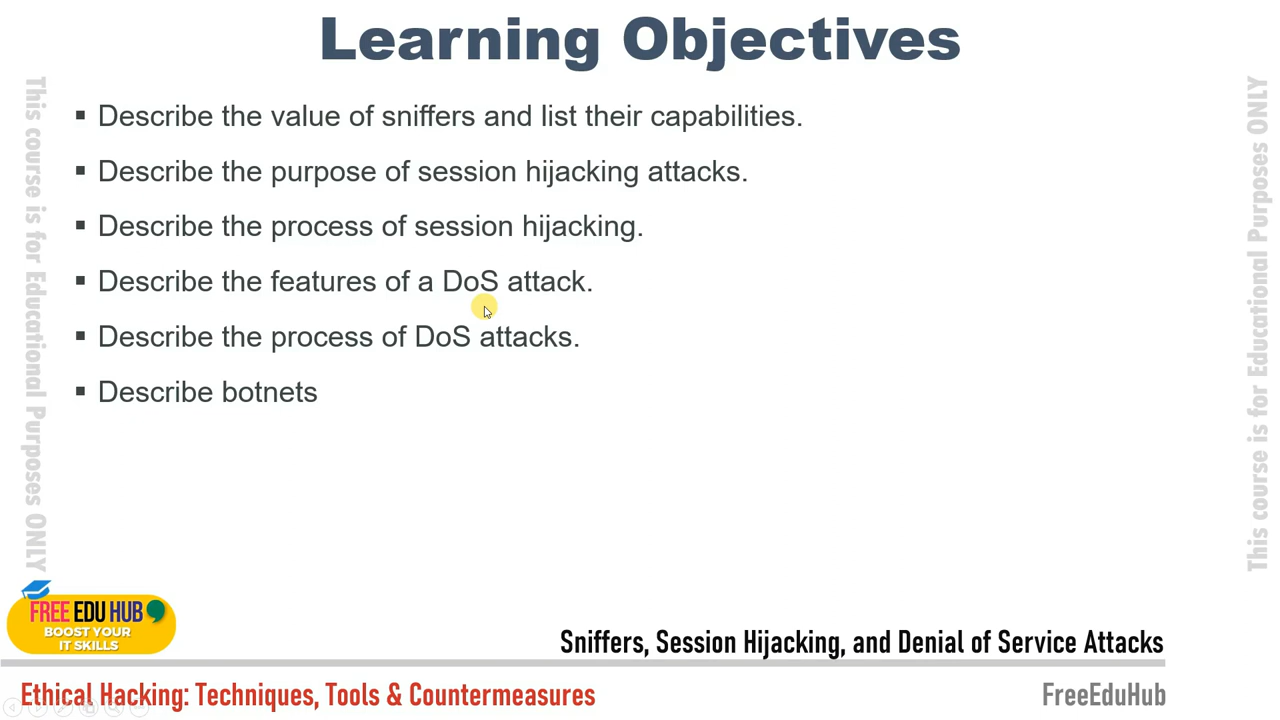 Learning Objectives
▪ Describe the value of sniffers and list their capabilities.
▪ Describe the purpose of session hijacking attacks.
▪ Describe the process of session hijacking.
▪ Describe the features of a DoS attack.
▪ Describe the process of DoS attacks.
▪ Describe botnets
This course is for Educational Purposes ONLY
This course is for Educational Purposes ONLY
FREE EDU HUB
BOOST YOUR
IT SKILLS
Sniffers, Session Hijacking, and Denial of Service Attacks
Ethical Hacking: Techniques, Tools & Countermeasures
FreeEduHub